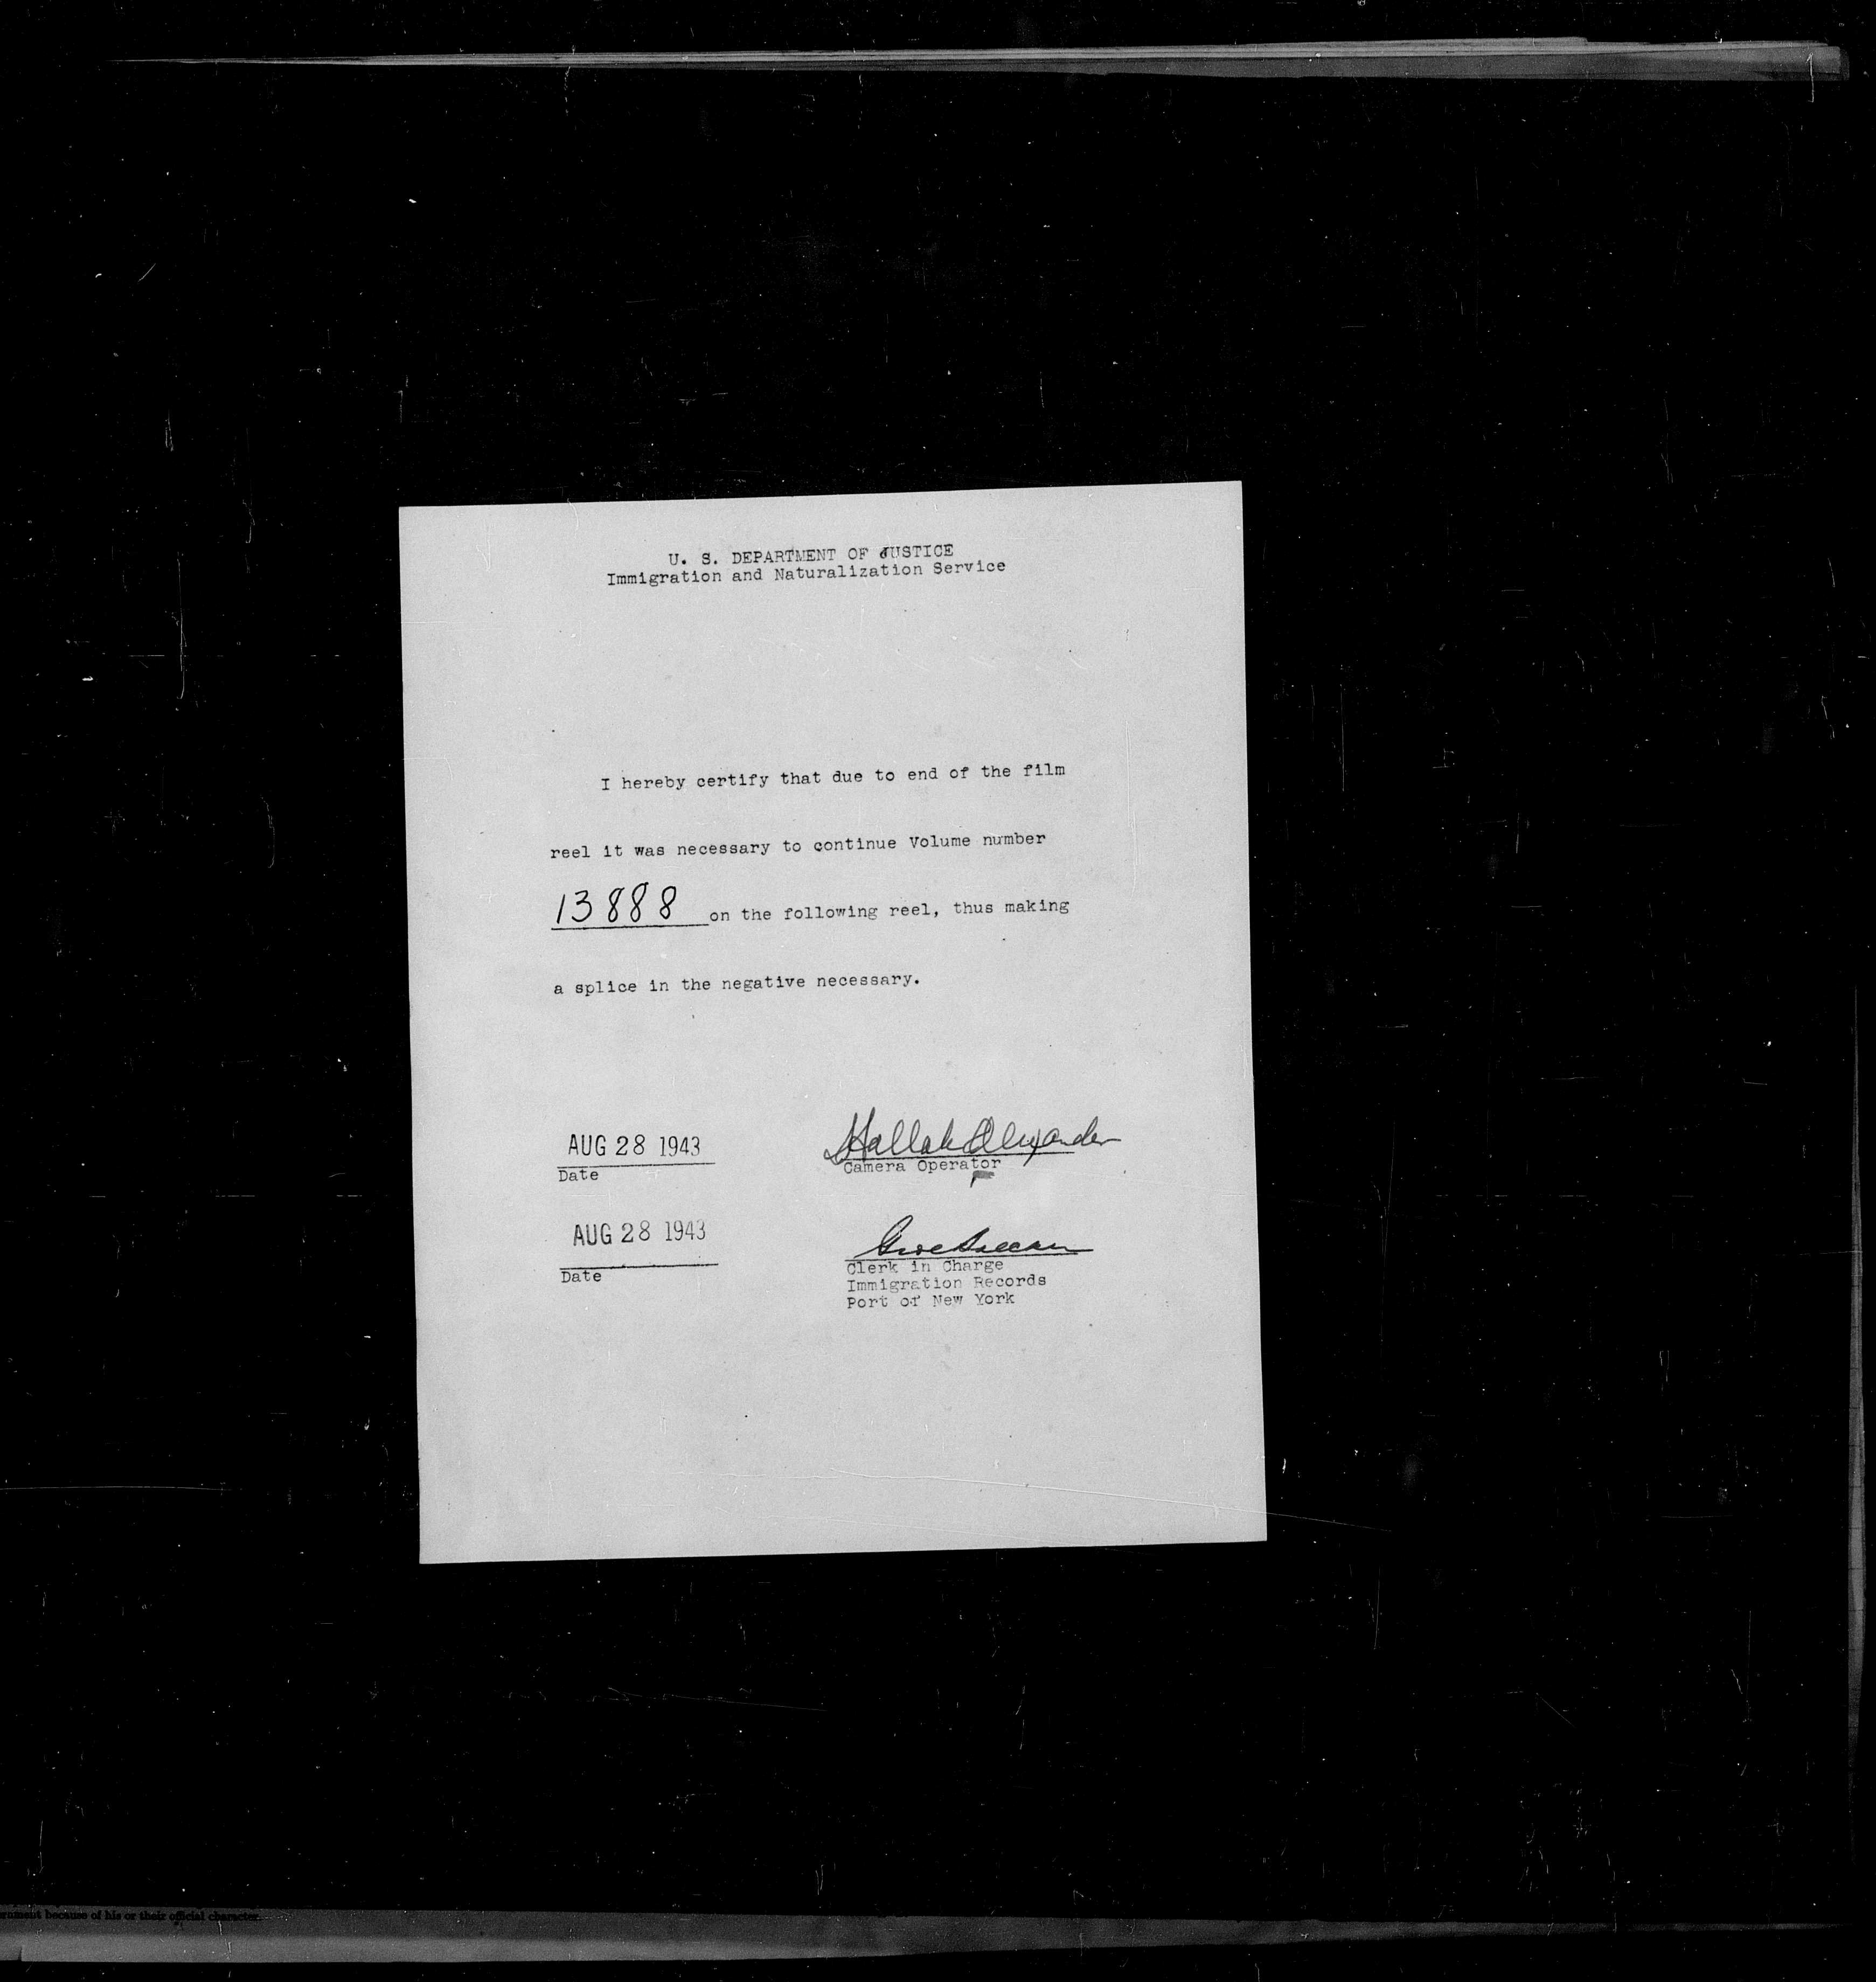 U. S. DEPARTMENT OF JUSTICE
Immigration and Naturalization Service
I hereby certify that due to end of the film
reel it was necessary to continue Volume number
13888 on the following reel, thus making
a splice in the negative necessary.
AUG 28 1943
Date
Alexander
Camera Operator
AUG 28 1943
Date
Clerk in Charge
Immigration Records
Port of New York
ernment because of his or their official character.